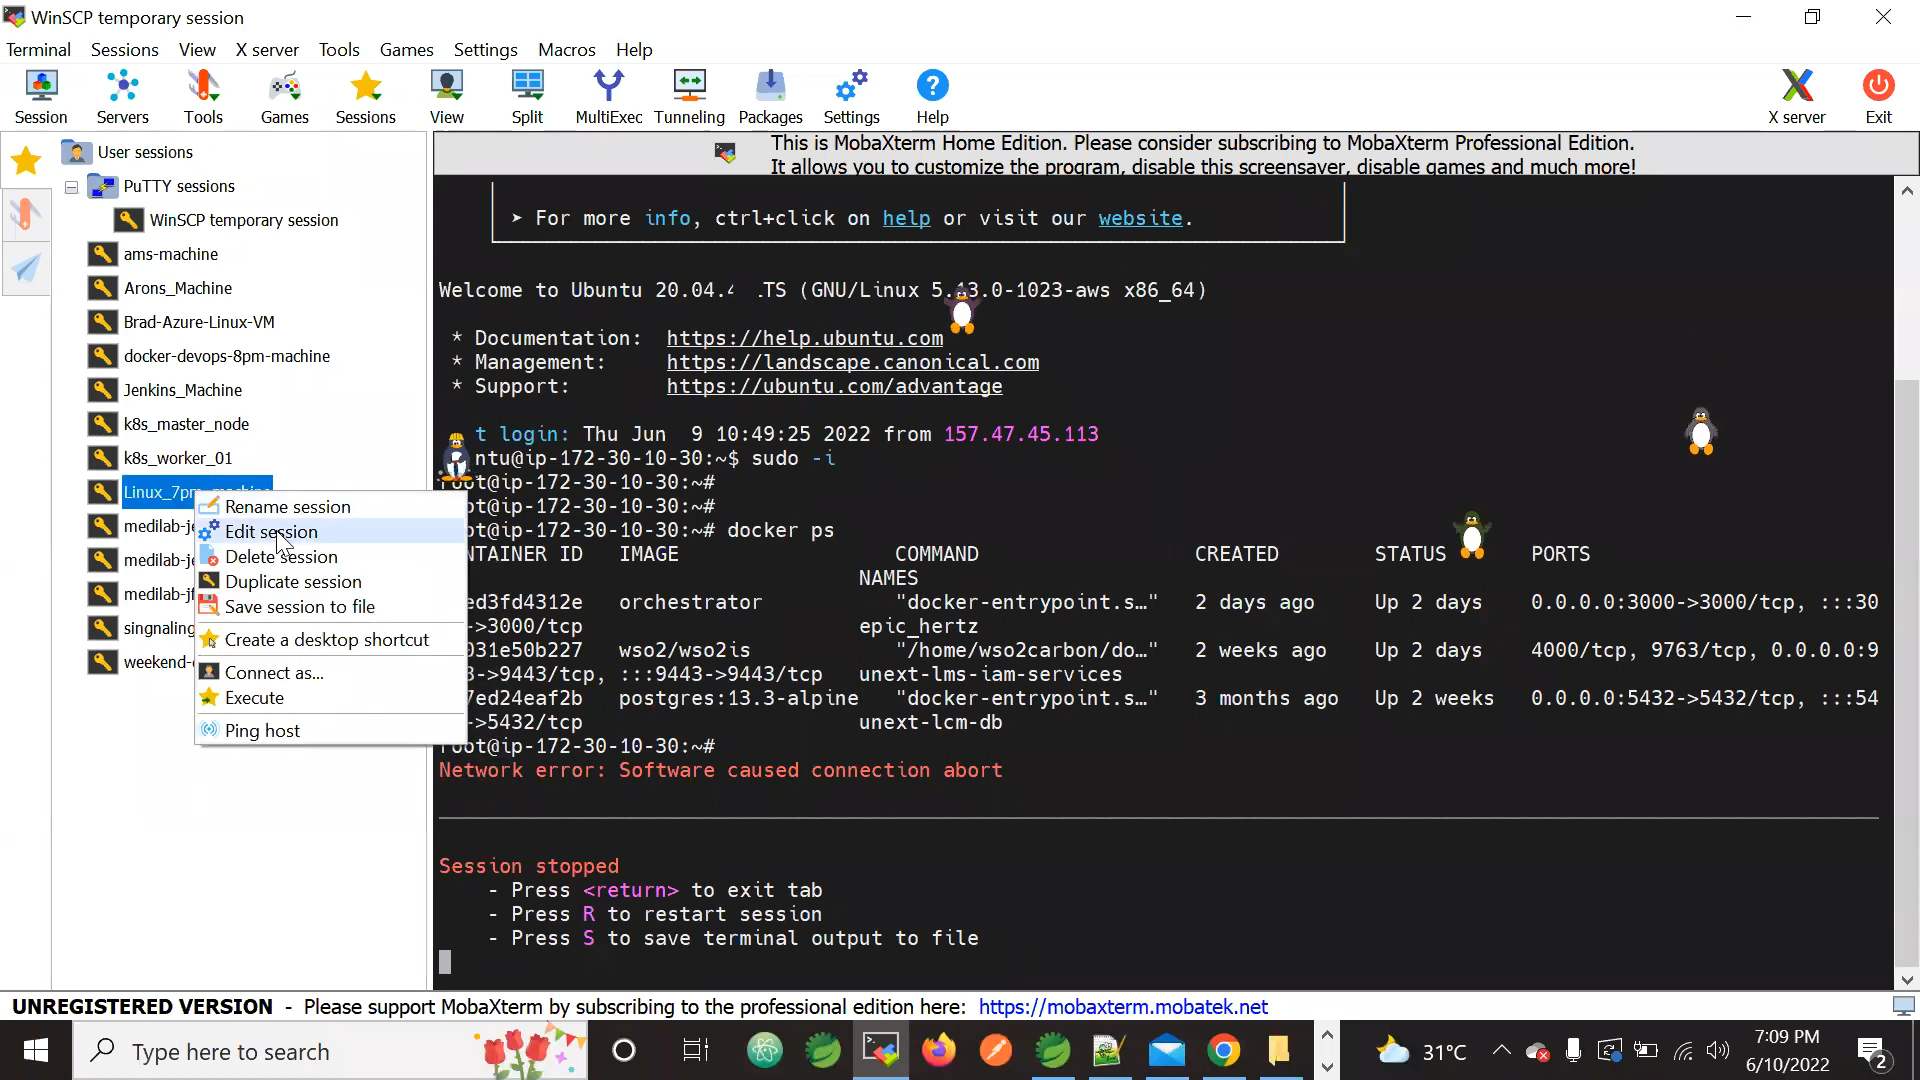 WinSCP temporary session
Terminal Sessions View X server Tools Games Settings Macros Help
Session Servers Tools Games Sessions View Split MultiExec Tunneling Packages Settings Help X server Exit
This is MobaXterm Home Edition. Please consider subscribing to MobaXterm Professional Edition.
It allows you to customize the program, disable this screensaver, disable games and much more!
User sessions
PuTTY sessions
WinSCP temporary session
ams-machine
Arons_Machine
Brad-Azure-Linux-VM
docker-devops-8pm-machine
Jenkins_Machine
k8s_master_node
k8s_worker_01
Linux_7pm-machine
medilab-je
medilab-je
medilab-jf
singnaling
weekend-
Rename session
Edit session
Delete session
Duplicate session
Save session to file
Create a desktop shortcut
Connect as...
Execute
Ping host
➤ For more info, ctrl+click on help or visit our website.
Welcome to Ubuntu 20.04.4 LTS (GNU/Linux 5.13.0-1023-aws x86_64)
* Documentation: https://help.ubuntu.com
* Management: https://landscape.canonical.com
* Support: https://ubuntu.com/advantage
t login: Thu Jun 9 10:49:25 2022 from 157.47.45.113
ntu@ip-172-30-10-30:~$ sudo -i
root@ip-172-30-10-30:~#
ot@ip-172-30-10-30:~#
ot@ip-172-30-10-30:~# docker ps
NTAINER ID IMAGE COMMAND CREATED STATUS PORTS
NAMES
ed3fd4312e orchestrator "docker-entrypoint.s…" 2 days ago Up 2 days 0.0.0.0:3000->3000/tcp, :::30
->3000/tcp epic_hertz
031e50b227 wso2/wso2is "/home/wso2carbon/do…" 2 weeks ago Up 2 days 4000/tcp, 9763/tcp, 0.0.0.0:9
3->9443/tcp, :::9443->9443/tcp unext-lms-iam-services
7ed24eaf2b postgres:13.3-alpine "docker-entrypoint.s…" 3 months ago Up 2 weeks 0.0.0.0:5432->5432/tcp, :::54
->5432/tcp unext-lcm-db
root@ip-172-30-10-30:~#
Network error: Software caused connection abort
Session stopped
- Press <return> to exit tab
- Press R to restart session
- Press S to save terminal output to file
UNREGISTERED VERSION - Please support MobaXterm by subscribing to the professional edition here: https://mobaxterm.mobatek.net
Type here to search
31°C
7:09 PM
6/10/2022
2